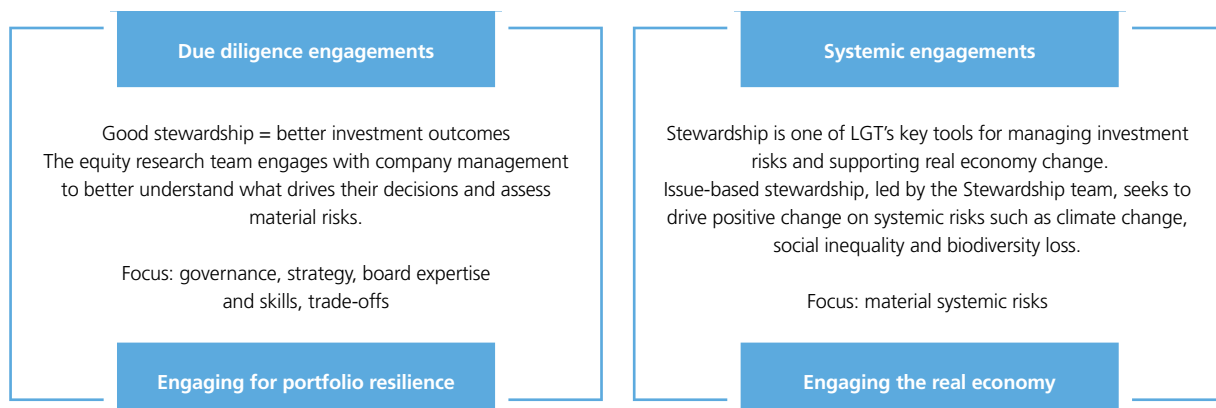 Due diligence engagements
Good stewardship = better investment outcomes
The equity research team engages with company management
to better understand what drives their decisions and assess
material risks.
Focus: governance, strategy, board expertise
and skills, trade-offs
Engaging for portfolio resilience
Systemic engagements
Stewardship is one of LGT’s key tools for managing investment
risks and supporting real economy change.
Issue-based stewardship, led by the Stewardship team, seeks to
drive positive change on systemic risks such as climate change,
social inequality and biodiversity loss.
Focus: material systemic risks
Engaging the real economy